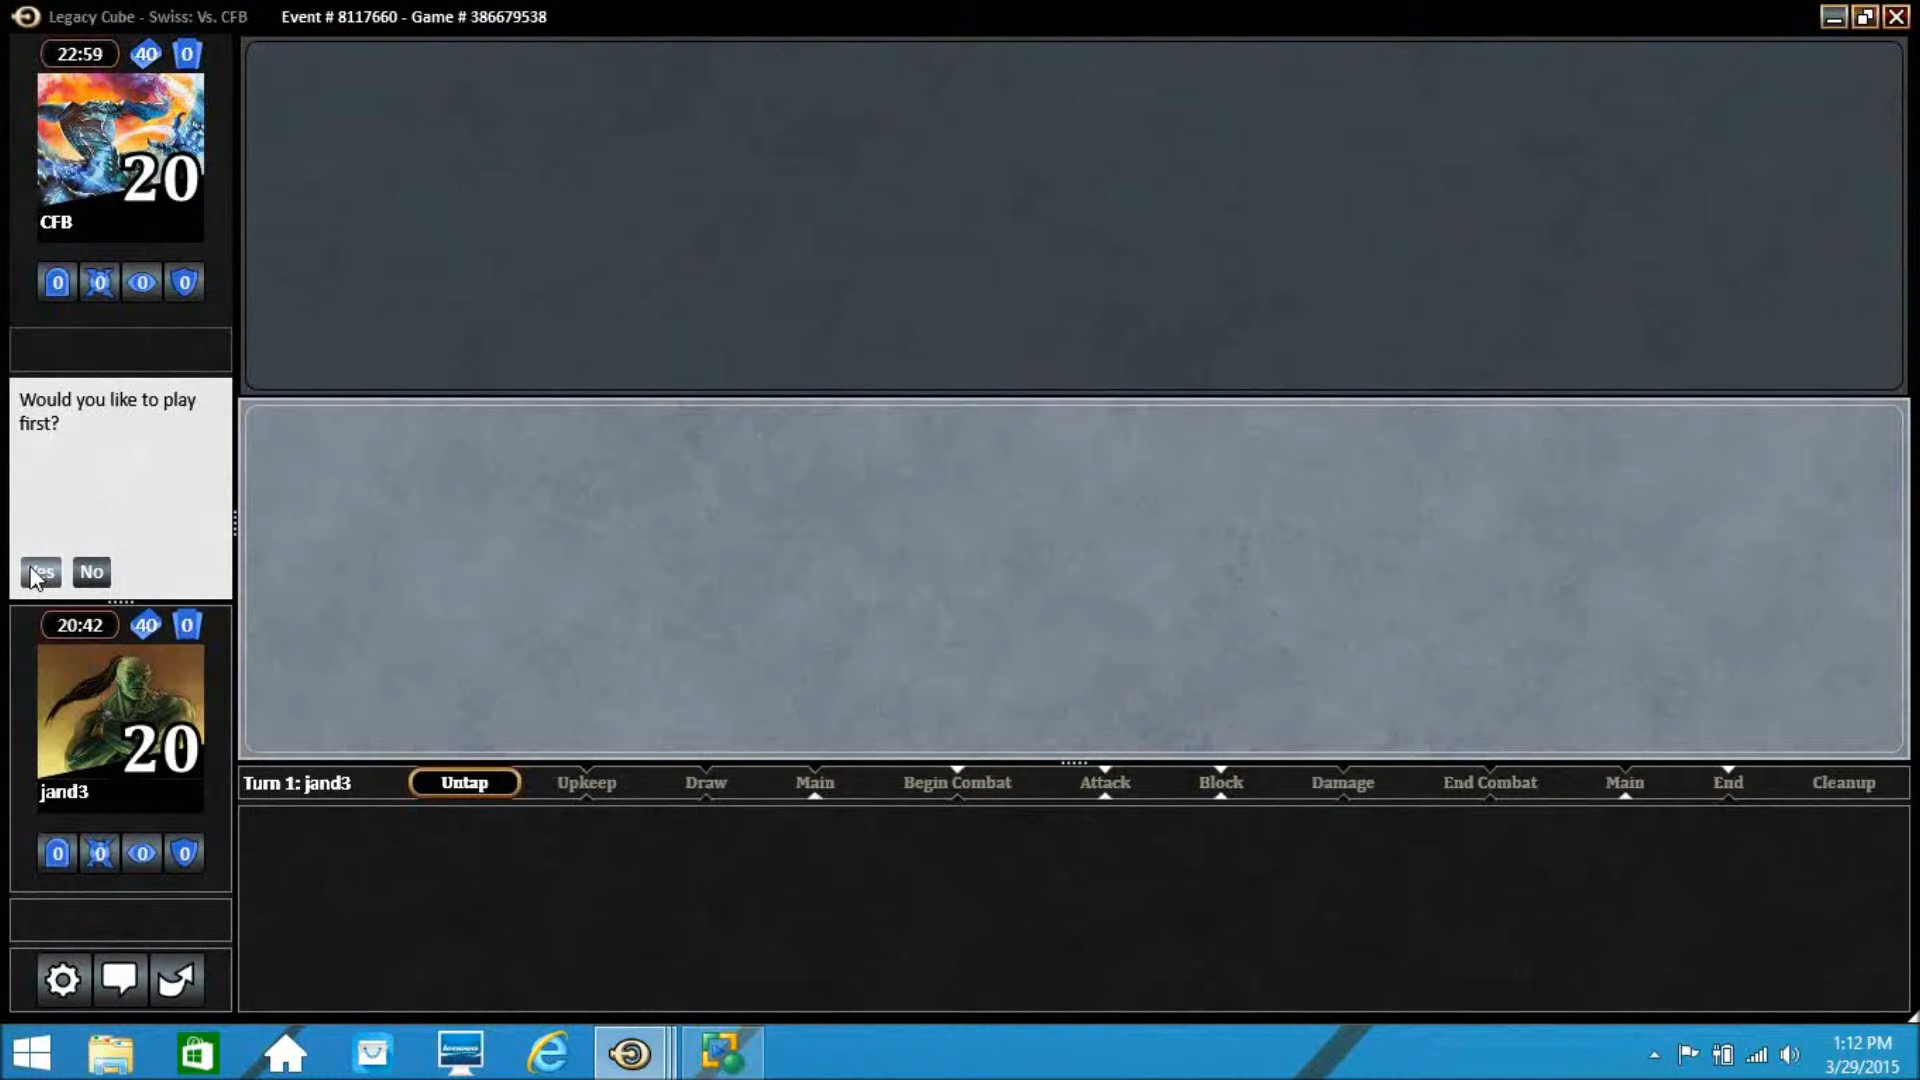 Legacy Cube - Swiss: Vs. CFB
Event # 8117660 - Game # 386679538
22:59 40 0
20
CFB
0 0 0 0
Would you like to play
first?
No
20:42 40 0
20
jand3
0 0 0 0
Turn 1: jand3 Untap Upkeep Draw Main Begin Combat Attack Block Damage End Combat Main End Cleanup
lenovo
1:12 PM
3/29/2015